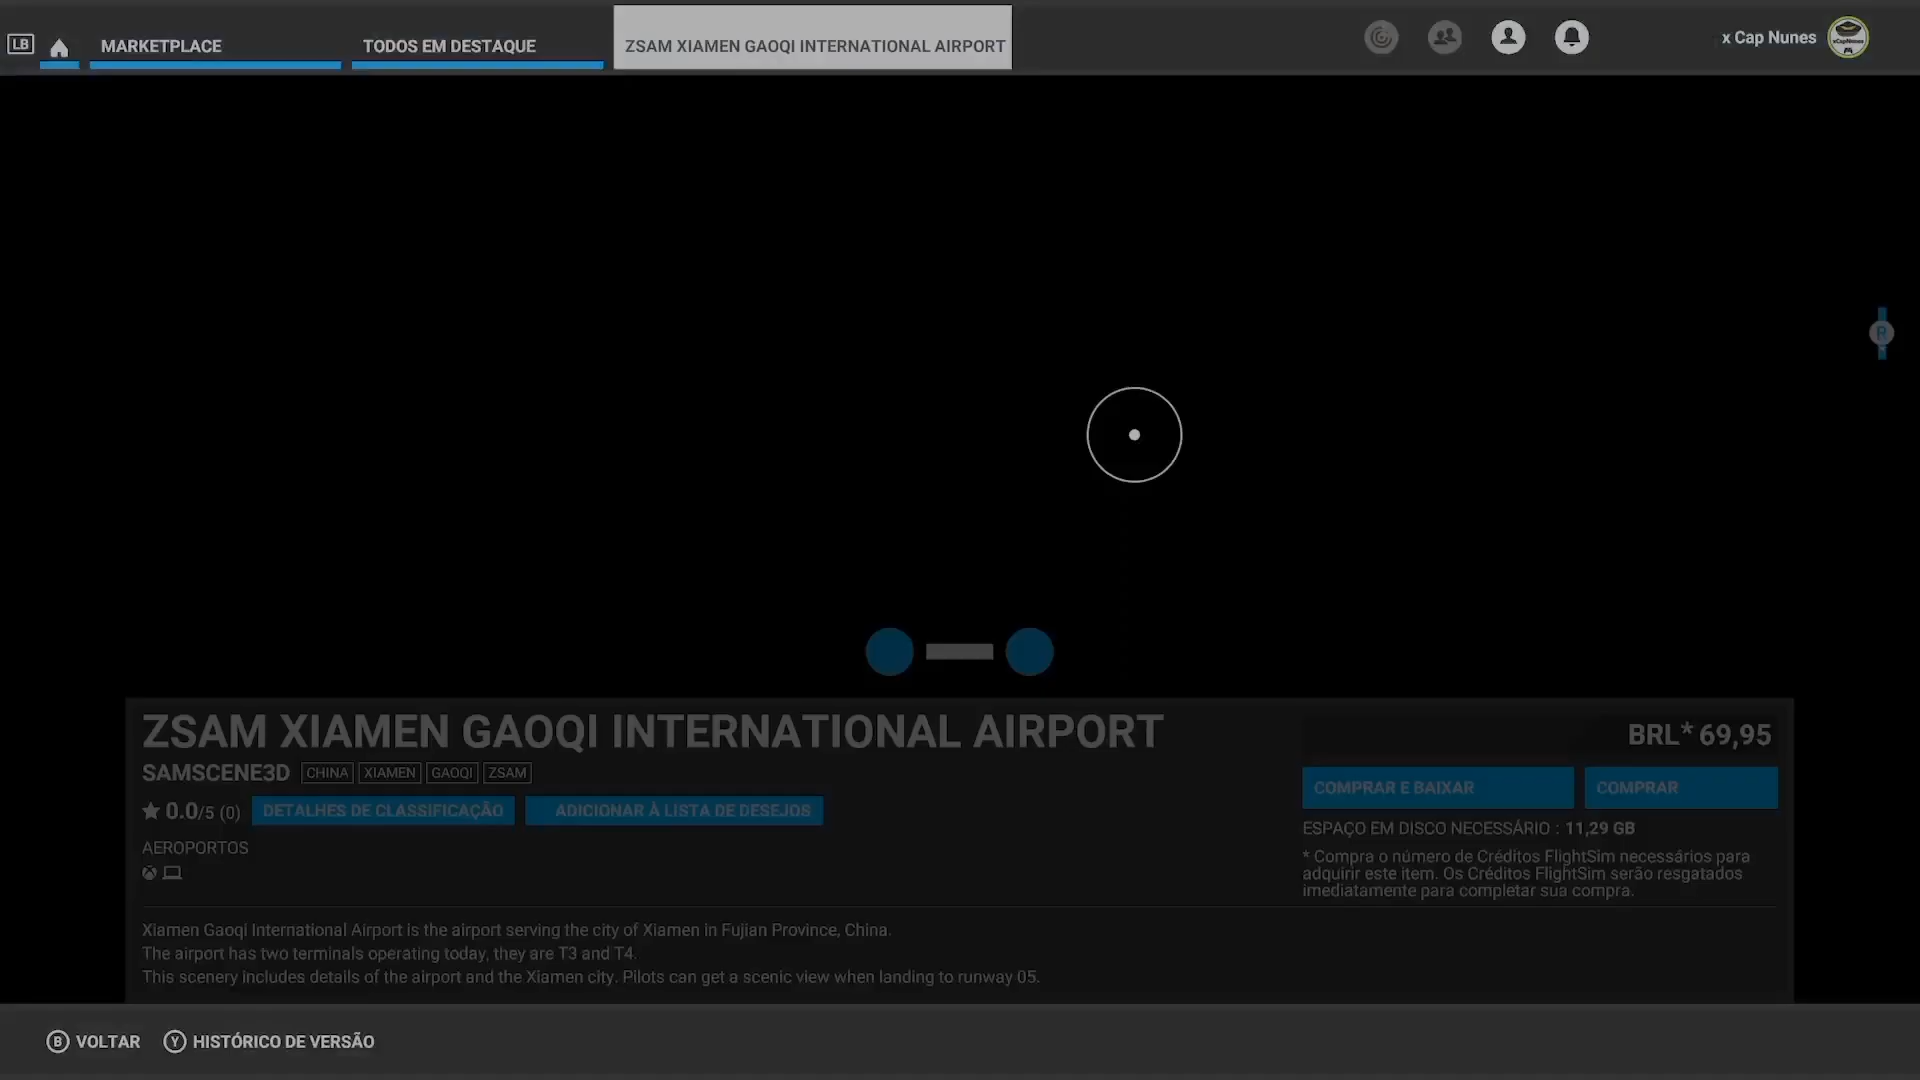 LB MARKETPLACE TODOS EM DESTAQUE ZSAM XIAMEN GAOQI INTERNATIONAL AIRPORT x Cap Nunes
R
ZSAM XIAMEN GAOQI INTERNATIONAL AIRPORT
SAMSCENE3D CHINA XIAMEN GAOQI ZSAM
0.0/5 (0) DETALHES DE CLASSIFICAÇÃO ADICIONAR À LISTA DE DESEJOS
AEROPORTOS
BRL* 69,95
COMPRAR E BAIXAR COMPRAR
ESPAÇO EM DISCO NECESSÁRIO : 11,29 GB
* Compra o número de Créditos FlightSim necessários para
adquirir este item. Os Créditos FlightSim serão resgatados
imediatamente para completar sua compra.
Xiamen Gaoqi International Airport is the airport serving the city of Xiamen in Fujian Province, China.
The airport has two terminals operating today, they are T3 and T4.
This scenery includes details of the airport and the Xiamen city. Pilots can get a scenic view when landing to runway 05.
B VOLTAR Y HISTÓRICO DE VERSÃO